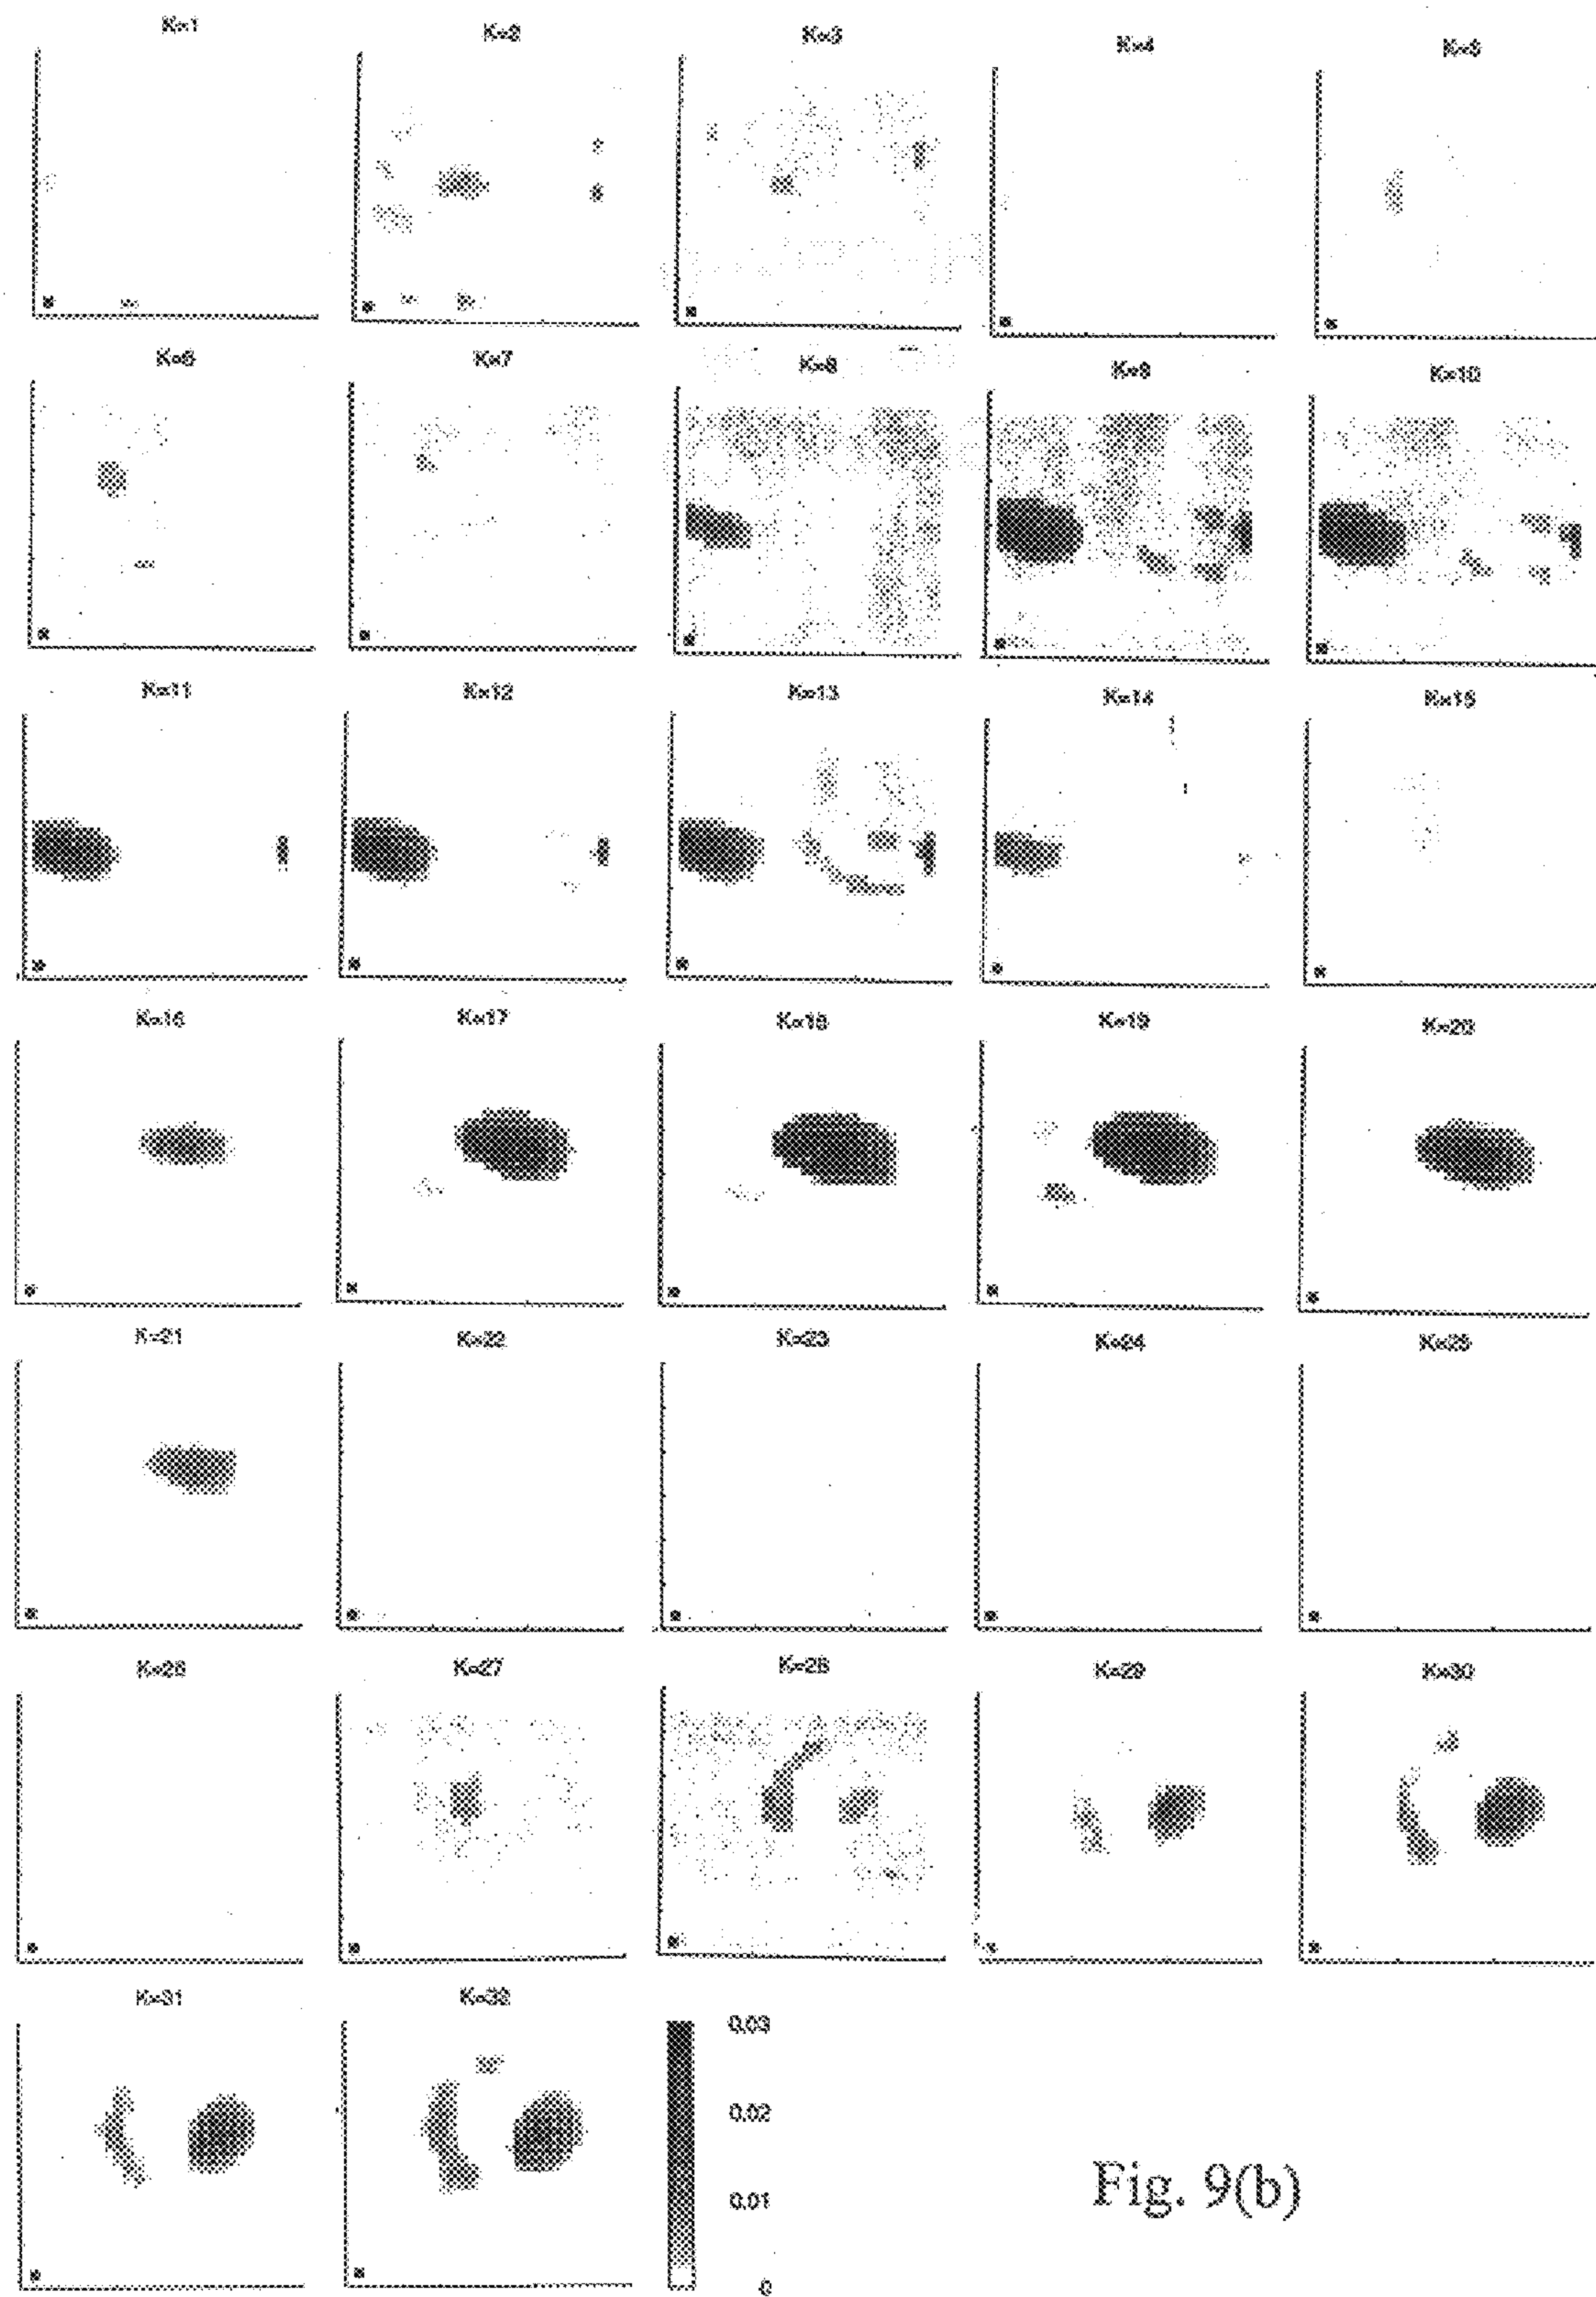 K=1 K=2 K=3 K=4 K=5
K=6 K=7 K=8 K=9 K=10
K=11 K=12 K=13 K=14 K=15
K=16 K=17 K=18 K=19 K=20
K=21 K=22 K=23 K=24 K=25
K=26 K=27 K=28 K=29 K=30
K=31 K=32
0.03
0.02
0.01
0
Fig. 9(b)